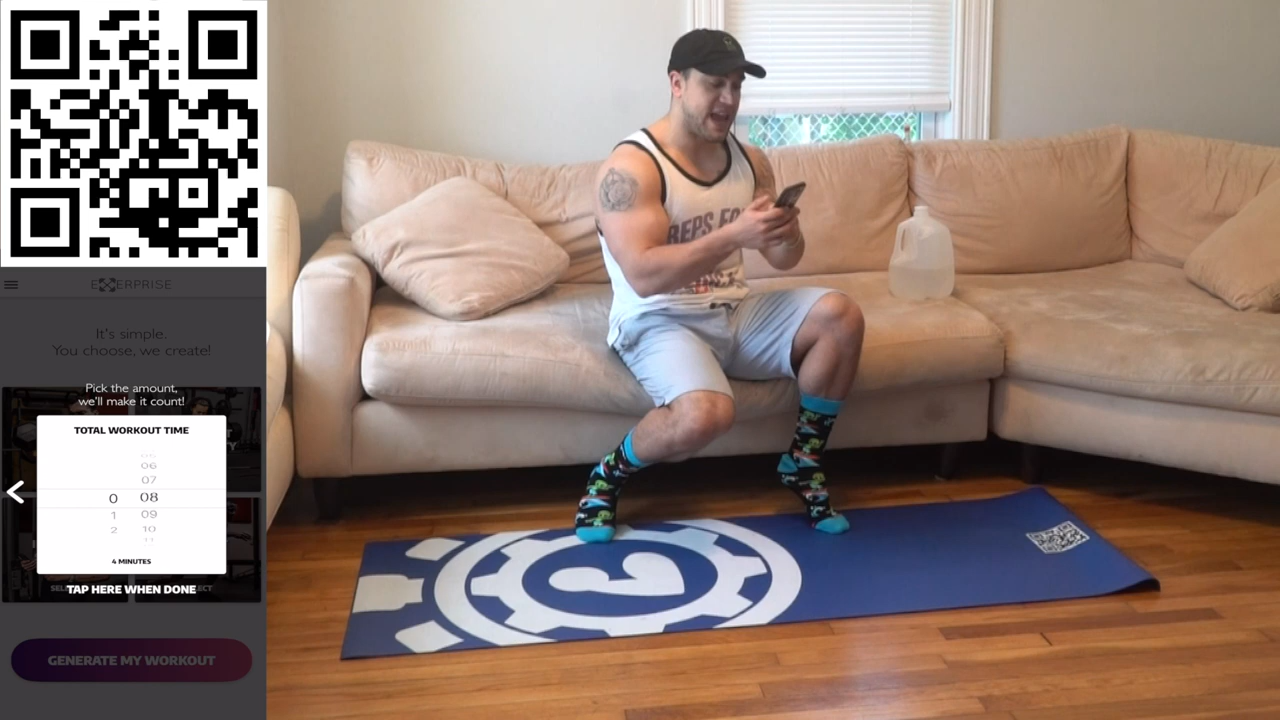 EXERPRISE
It's simple.
You choose, we create!
Pick the amount,
we'll make it count!
TOTAL WORKOUT TIME
06
07
0 08
1 09
2 10
11
4 MINUTES
TAP HERE WHEN DONE
GENERATE MY WORKOUT
REPS FO